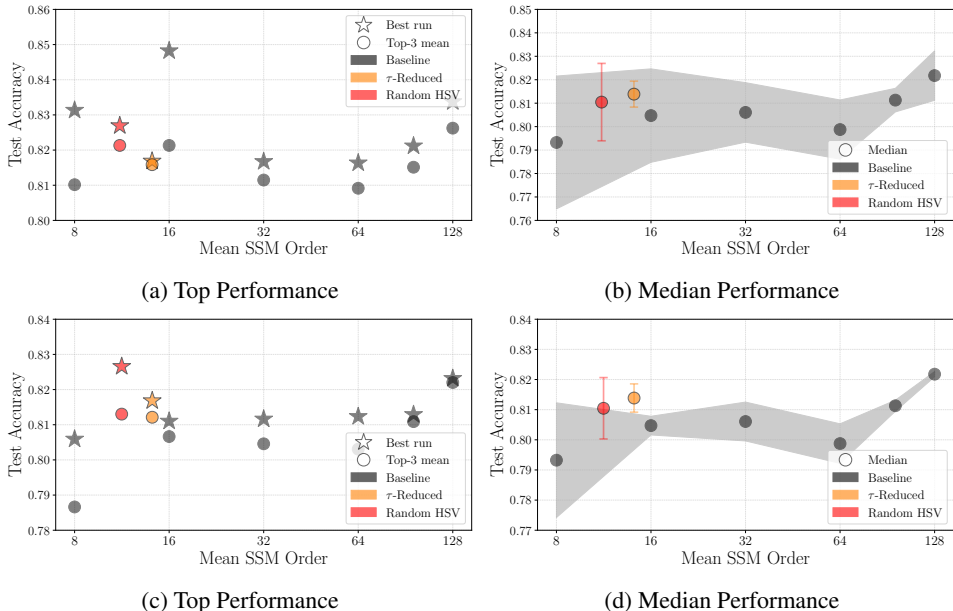 0.86
0.85
0.84
0.83
0.82
0.81
0.80
Test Accuracy
8
16
32
64
128
Mean SSM Order
Best run
Top-3 mean
Baseline
τ-Reduced
Random HSV
(a) Top Performance
0.85
0.84
0.83
0.82
0.81
0.80
0.79
0.78
0.77
0.76
Test Accuracy
8
16
32
64
128
Mean SSM Order
Median
Baseline
τ-Reduced
Random HSV
(b) Median Performance
0.84
0.83
0.82
0.81
0.80
0.79
0.78
Test Accuracy
8
16
32
64
128
Mean SSM Order
Best run
Top-3 mean
Baseline
τ-Reduced
Random HSV
(c) Top Performance
0.84
0.83
0.82
0.81
0.80
0.79
0.78
0.77
Test Accuracy
8
16
32
64
128
Mean SSM Order
Median
Baseline
τ-Reduced
Random HSV
(d) Median Performance